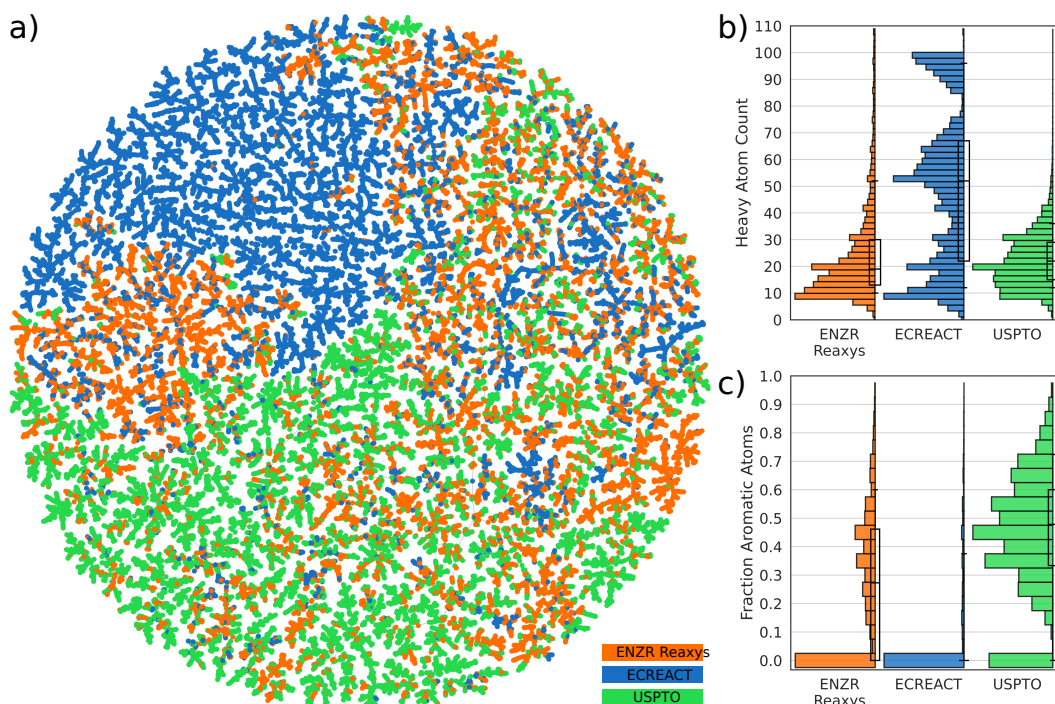 a)
ENZR Reaxys
ECREACT
USPTO
b)
Heavy Atom Count
110
100
90
80
70
60
50
40
30
20
10
0
ENZR
Reaxys
ECREACT
USPTO
c)
Fraction Aromatic Atoms
1.0
0.9
0.8
0.7
0.6
0.5
0.4
0.3
0.2
0.1
0.0
ENZR
Reaxys
ECREACT
USPTO